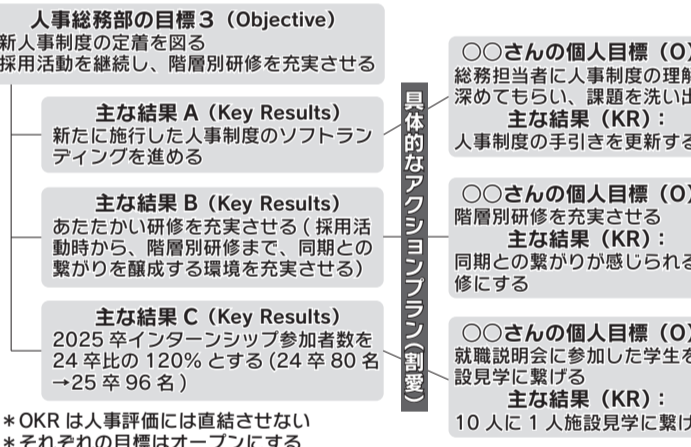 人事総務部の目標３（Objective）
新人事制度の定着を図る
採用活動を継続し、階層別研修を充実させる
主な結果 A（Key Results）
新たに施行した人事制度のソフトラン
ディングを進める
主な結果 B（Key Results）
あたたかい研修を充実させる ( 採用活
動時から、階層別研修まで、同期との
繋がりを醸成する環境を充実させる）
主な結果 C（Key Results）
2025 卒インターンシップ参加者数を
24 卒比の 120% とする (24 卒 80 名
→25 卒 96 名 )
＊OKR は人事評価には直結させない
＊それぞれの目標はオープンにする
具体的なアクションプラン（割愛）
○○さんの個人目標（O）
総務担当者に人事制度の理解
深めてもらい、課題を洗い出
主な結果（KR）：
人事制度の手引きを更新する
○○さんの個人目標（O）
階層別研修を充実させる
主な結果（KR）：
同期との繋がりが感じられる
修にする
○○さんの個人目標（O）
就職説明会に参加した学生を
設見学に繋げる
主な結果（KR）：
10 人に 1 人施設見学に繋げ